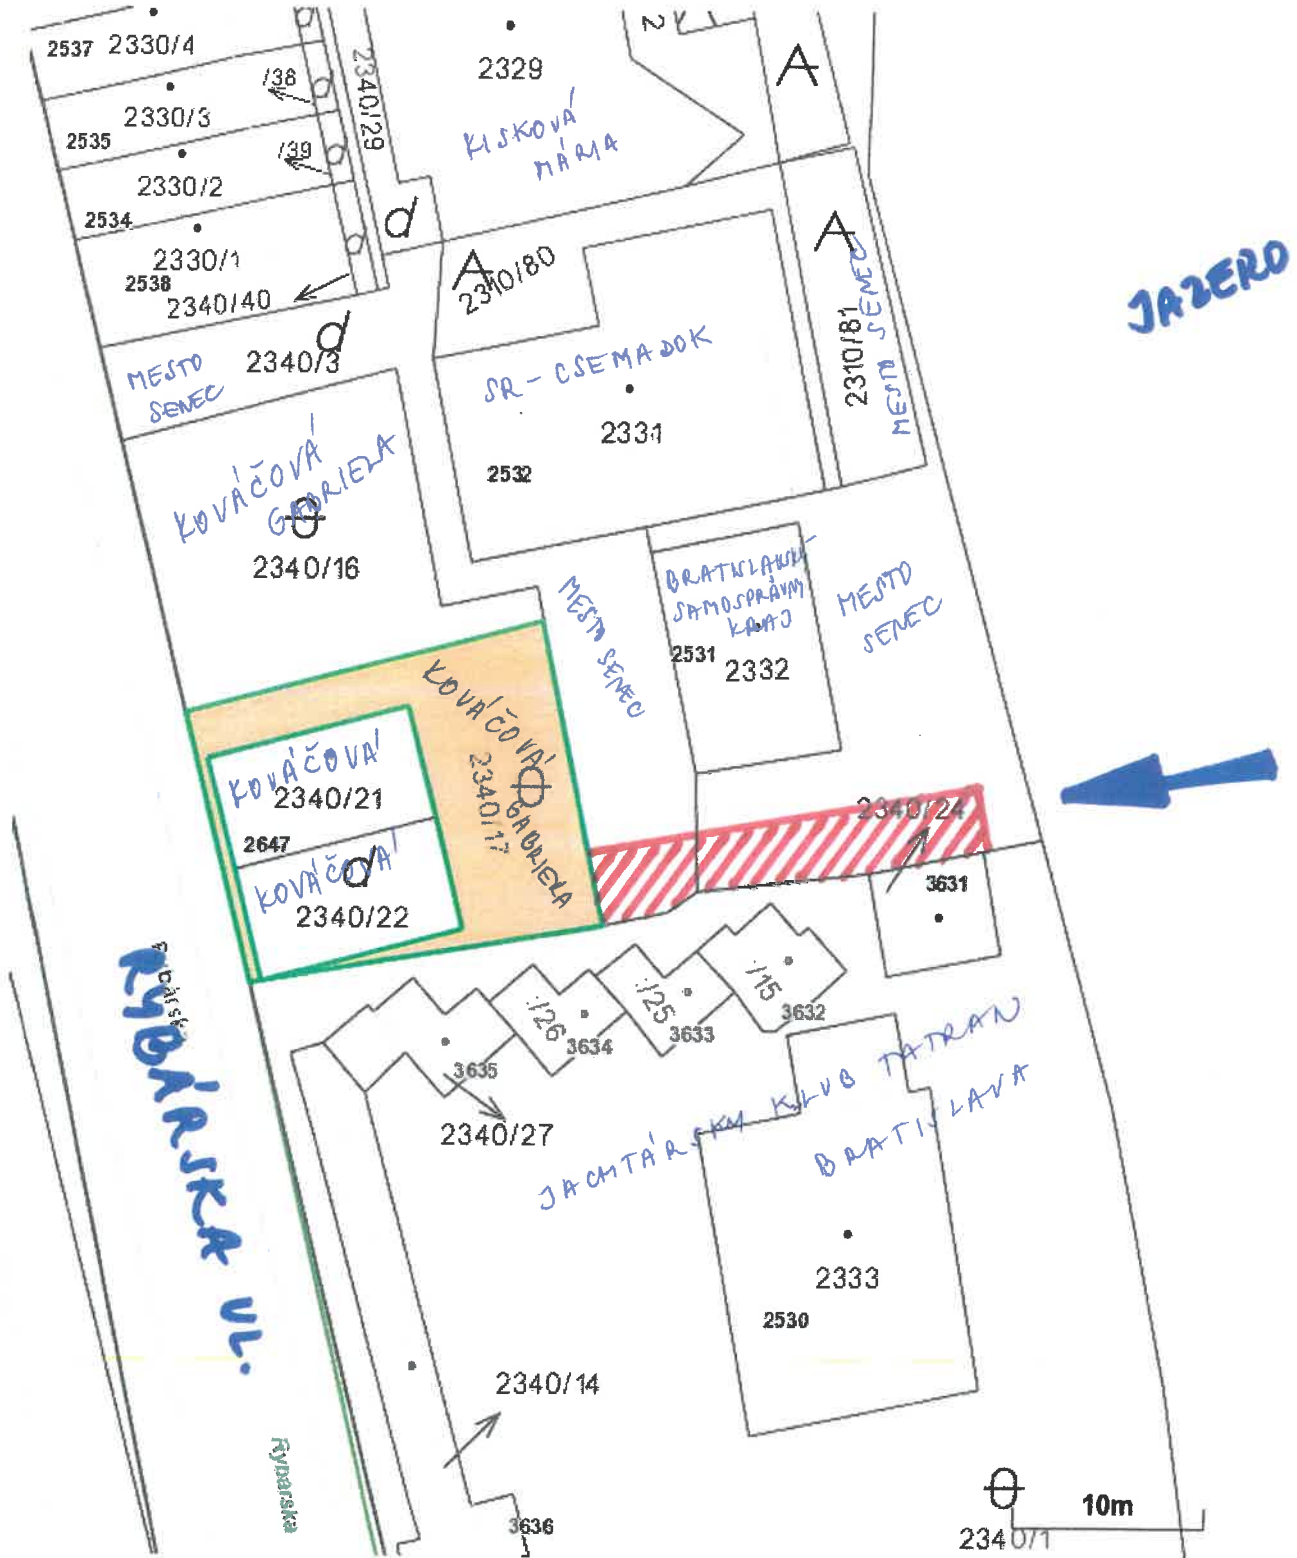 2537 2330/4
/38
2340/29
2329
2
A
2535 2330/3
/39
KISKOVÁ
MÁRIA
2534 2330/2
2330/1
2538
2340/40
d
A
2310/80
A
MESTO SENEC
2310/81
JAZERO
MESTO
SENEC
d
2340/3
SR - CSEMADOK
2331
2532
KOVÁČOVÁ
GABRIELA
2340/16
MESTO SENEC
BRATISLAVSKÝ
SAMOSPRÁVNY
KRAJ
2531
2332
MESTO
SENEC
KOVÁČOVÁ
GABRIELA
2340/17
KOVÁČOVÁ
2340/21
2647
KOVÁČOVÁ
d
2340/22
2340/24
3631
Rybárska
RYBÁRSKA UL.
:/26
3634
:/25
3633
:/15
3632
3635
2340/27
JACHTÁRSKY KLUB TATRAN
BRATISLAVA
2333
2530
2340/14
Rybárska
3636
10m
2340/1